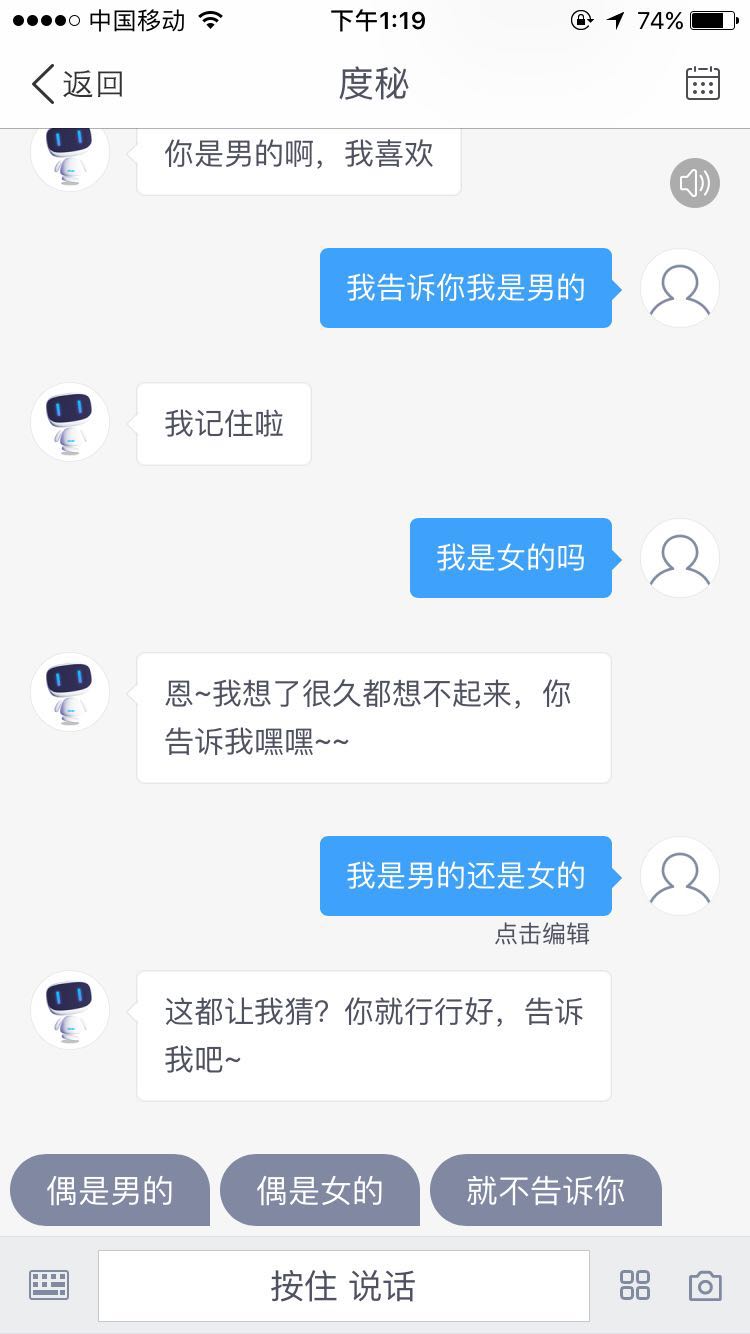 中国移动 下午1:19 74%
返回 度秘
你是男的啊，我喜欢
我告诉你我是男的
我记住啦
我是女的吗
恩~我想了很久都想不起来，你
告诉我嘿嘿~~
我是男的还是女的
点击编辑
这都让我猜？你就行行好，告诉
我吧~
偶是男的 偶是女的 就不告诉你
按住 说话